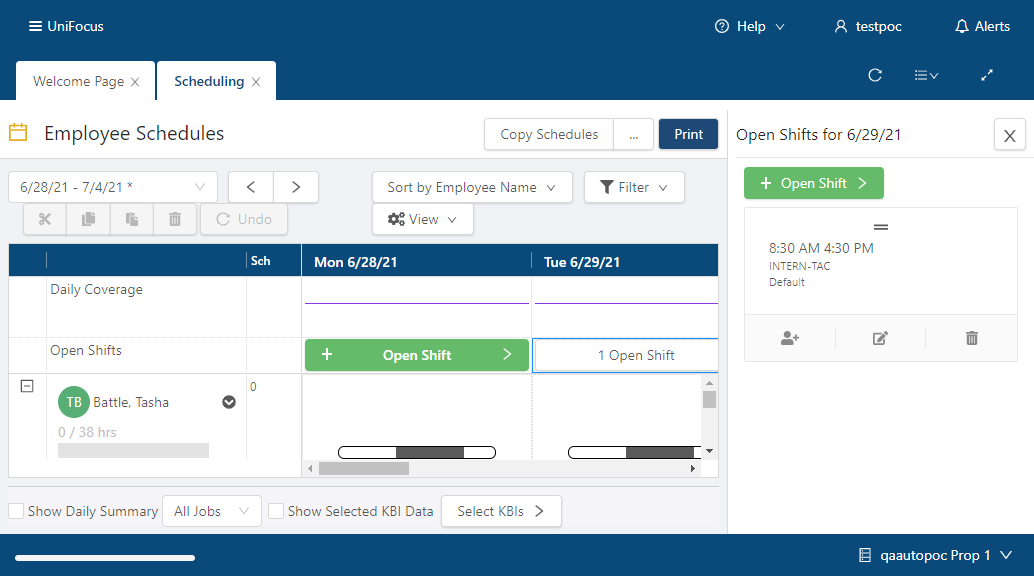 UniFocus
Help
testpoc
Alerts
Welcome Page
Scheduling
Employee Schedules
Copy Schedules
...
Print
6/28/21 - 7/4/21 *
Sort by Employee Name
Filter
Undo
View
Sch
Mon 6/28/21
Tue 6/29/21
Daily Coverage
Open Shifts
+ Open Shift
1 Open Shift
TB Battle, Tasha
0
0 / 38 hrs
Show Daily Summary
All Jobs
Show Selected KBI Data
Select KBIs
Open Shifts for 6/29/21
X
+ Open Shift
8:30 AM 4:30 PM
INTERN-TAC
Default
qaautopoc Prop 1